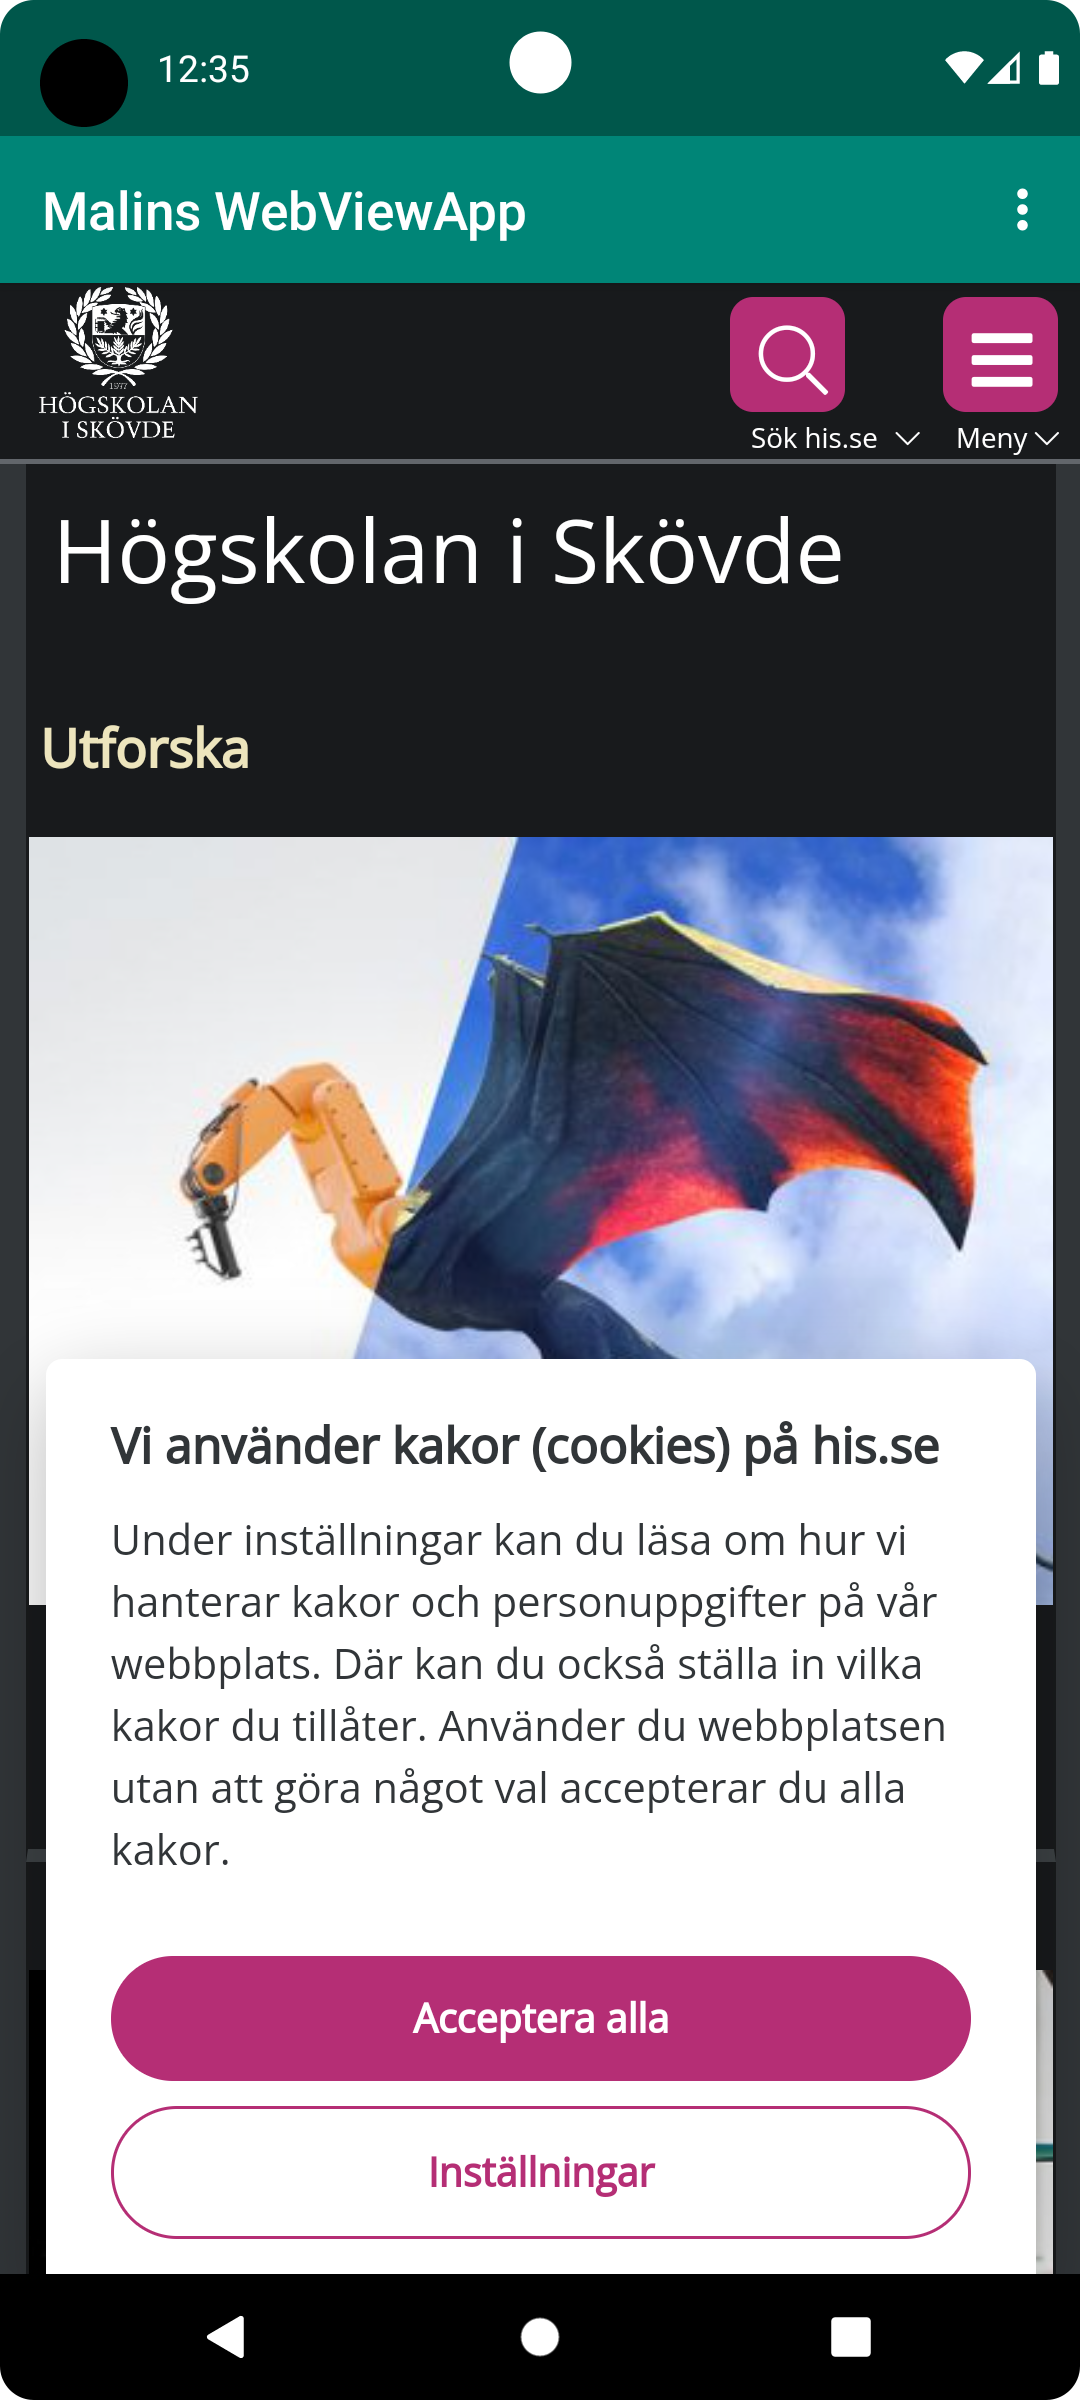 12:35
Malins WebViewApp
1977
HÖGSKOLAN
I SKÖVDE
Sök his.se
Meny
Högskolan i Skövde
Utforska
Vi använder kakor (cookies) på his.se
Under inställningar kan du läsa om hur vi
hanterar kakor och personuppgifter på vår
webbplats. Där kan du också ställa in vilka
kakor du tillåter. Använder du webbplatsen
utan att göra något val accepterar du alla
kakor.
Acceptera alla
Inställningar